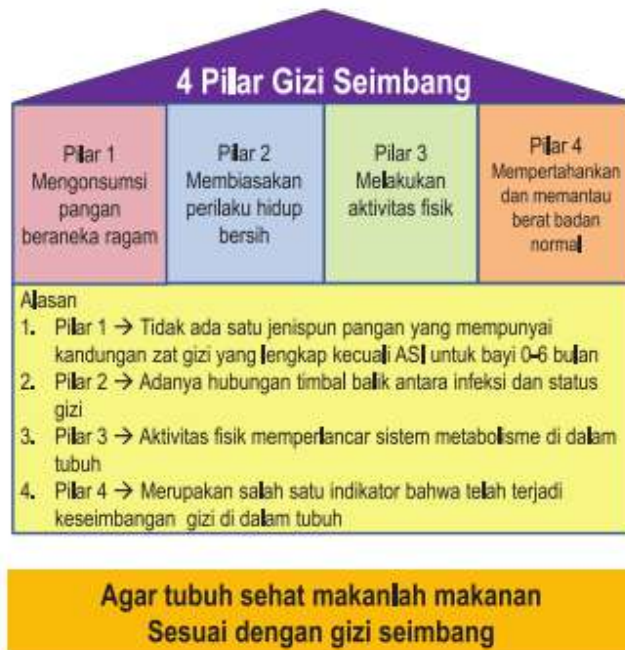 4 Pilar Gizi Seimbang
Pilar 1
Mengonsumsi
pangan
beraneka ragam
Pilar 2
Membiasakan
perilaku hidup
bersih
Pilar 3
Melakukan
aktivitas fisik
Pilar 4
Mempertahankan
dan memantau
berat badan
normal
Alasan
1. Pilar 1 → Tidak ada satu jenispun pangan yang mempunyai
kandungan zat gizi yang lengkap kecuali ASI untuk bayi 0-6 bulan
2. Pilar 2 → Adanya hubungan timbal balik antara infeksi dan status
gizi
3. Pilar 3 → Aktivitas fisik memperlancar sistem metabolisme di dalam
tubuh
4. Pilar 4 → Merupakan salah satu indikator bahwa telah terjadi
keseimbangan gizi di dalam tubuh
Agar tubuh sehat makanlah makanan
Sesuai dengan gizi seimbang